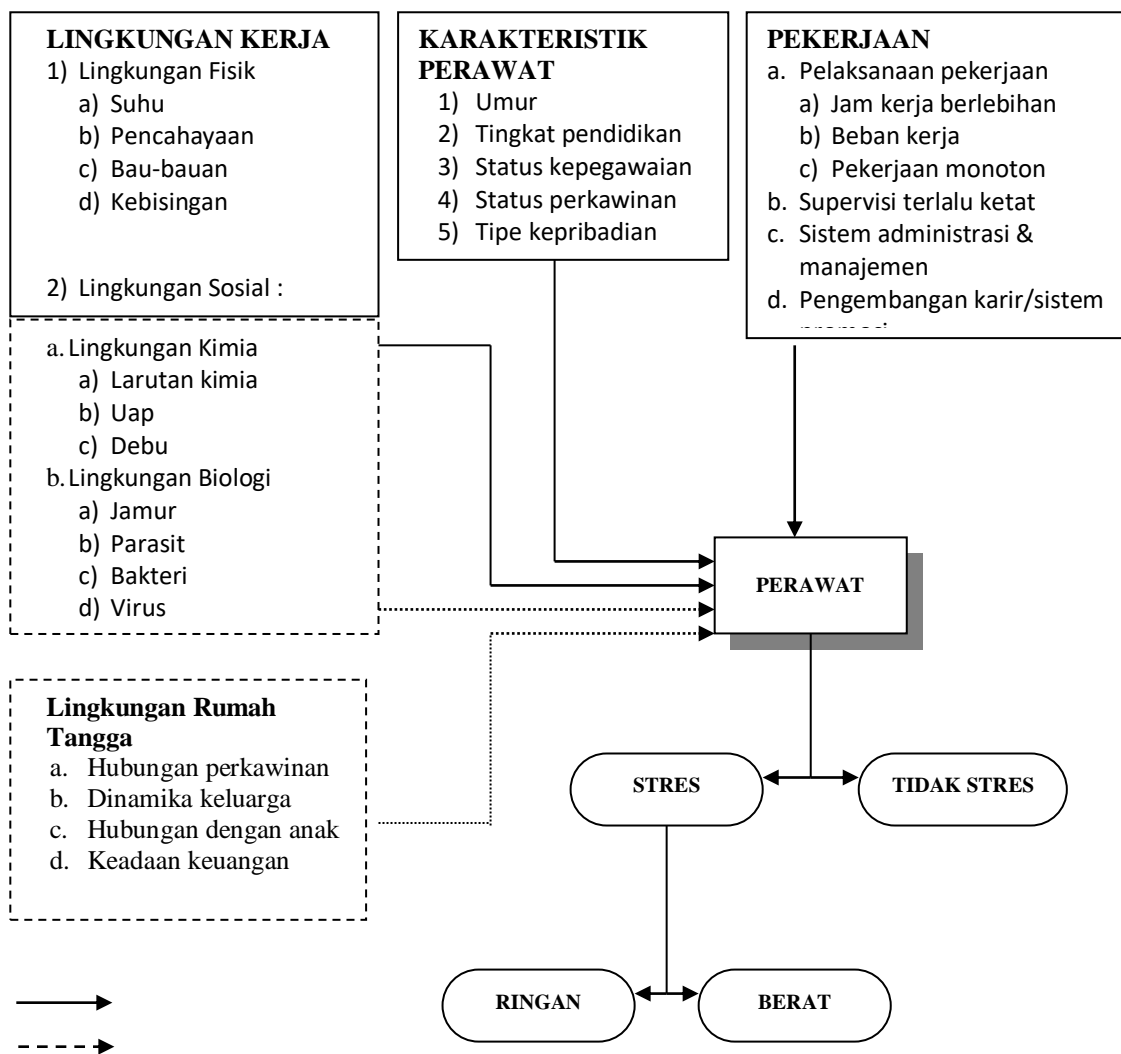 LINGKUNGAN KERJA
1) Lingkungan Fisik
a) Suhu
b) Pencahayaan
c) Bau-bauan
d) Kebisingan
2) Lingkungan Sosial :
a. Lingkungan Kimia
a) Larutan kimia
b) Uap
c) Debu
b. Lingkungan Biologi
a) Jamur
b) Parasit
c) Bakteri
d) Virus
Lingkungan Rumah
Tangga
a. Hubungan perkawinan
b. Dinamika keluarga
c. Hubungan dengan anak
d. Keadaan keuangan
KARAKTERISTIK
PERAWAT
1) Umur
2) Tingkat pendidikan
3) Status kepegawaian
4) Status perkawinan
5) Tipe kepribadian
PEKERJAAN
a. Pelaksanaan pekerjaan
a) Jam kerja berlebihan
b) Beban kerja
c) Pekerjaan monoton
b. Supervisi terlalu ketat
c. Sistem administrasi &
manajemen
d. Pengembangan karir/sistem
PERAWAT
STRES
TIDAK STRES
RINGAN
BERAT